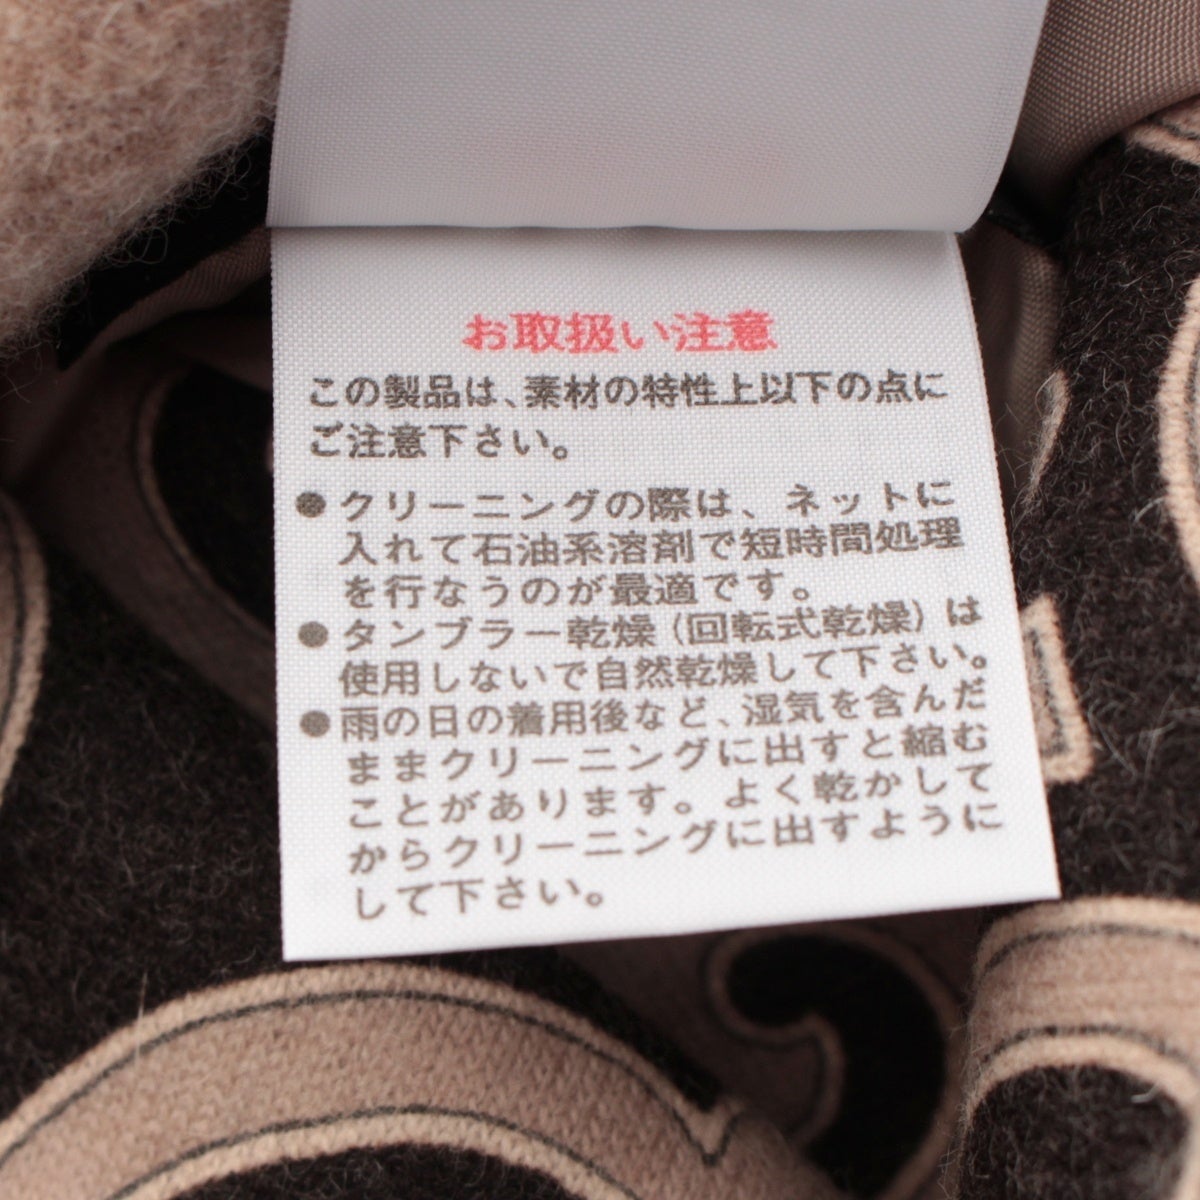 お取扱い注意
この製品は、素材の特性上以下の点に
ご注意下さい。
●クリーニングの際は、ネットに
入れて石油系溶剤で短時間処理
を行なうのが最適です。
●タンブラー乾燥(回転式乾燥)は
使用しないで自然乾燥して下さい。
●雨の日の着用後など、湿気を含んだ
ままクリーニングに出すと縮む
ことがあります。よく乾かして
からクリーニングに出すように
して下さい。